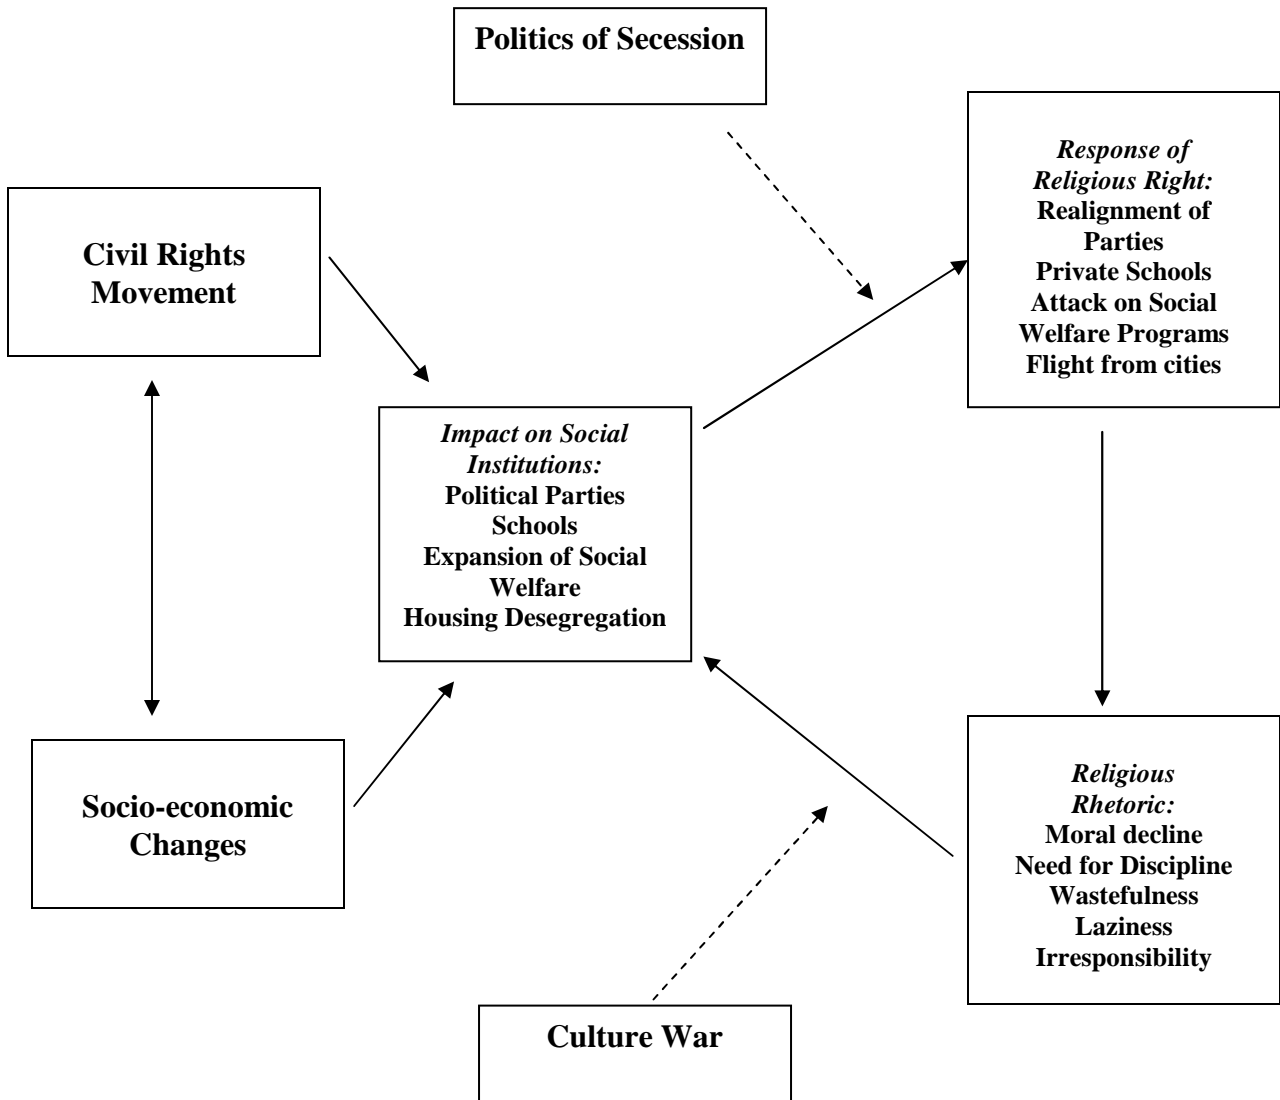 Politics of Secession
Response of
Religious Right:
Realignment of
Parties
Private Schools
Attack on Social
Welfare Programs
Flight from cities
Civil Rights
Movement
Impact on Social
Institutions:
Political Parties
Schools
Expansion of Social
Welfare
Housing Desegregation
Socio-economic
Changes
Religious
Rhetoric:
Moral decline
Need for Discipline
Wastefulness
Laziness
Irresponsibility
Culture War